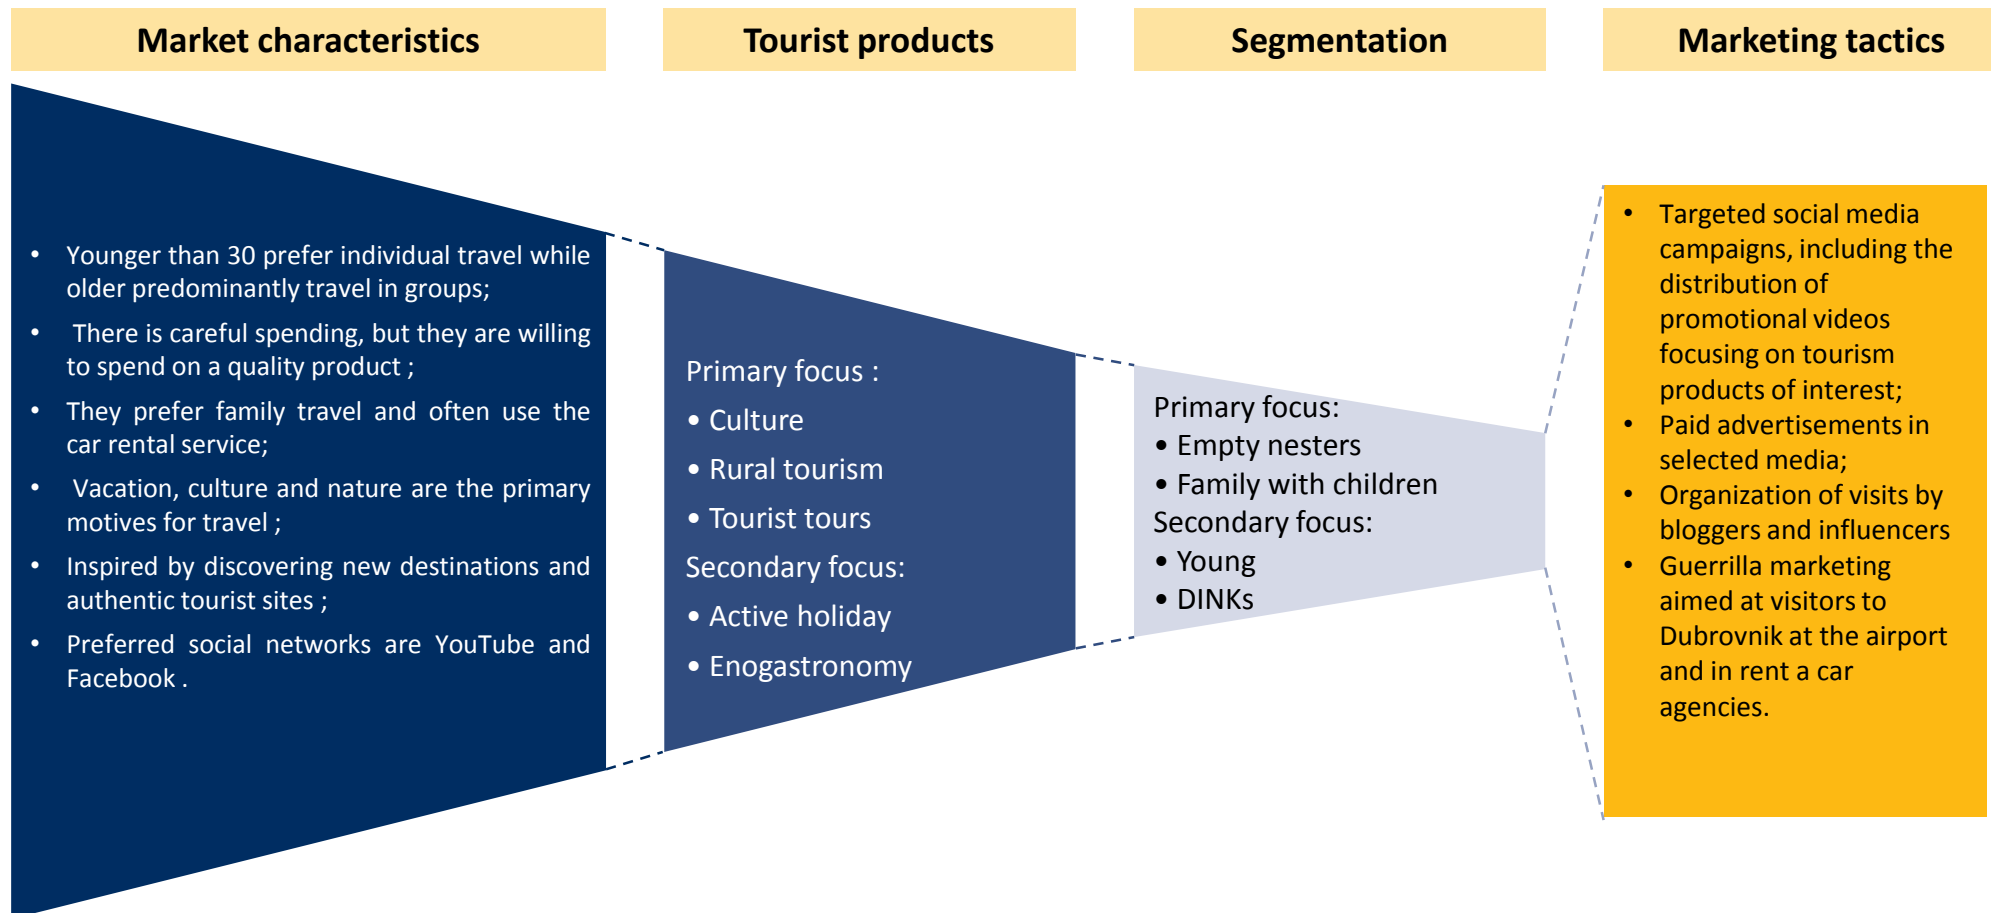 Market characteristics
Tourist products
Segmentation
Marketing tactics
• Younger than 30 prefer individual travel while
older predominantly travel in groups;
• There is careful spending, but they are willing
to spend on a quality product ;
• They prefer family travel and often use the
car rental service;
• Vacation, culture and nature are the primary
motives for travel ;
• Inspired by discovering new destinations and
authentic tourist sites ;
• Preferred social networks are YouTube and
Facebook .
Primary focus :
• Culture
• Rural tourism
• Tourist tours
Secondary focus:
• Active holiday
• Enogastronomy
Primary focus:
• Empty nesters
• Family with children
Secondary focus:
• Young
• DINKs
• Targeted social media
campaigns, including the
distribution of
promotional videos
focusing on tourism
products of interest;
• Paid advertisements in
selected media;
• Organization of visits by
bloggers and influencers
• Guerrilla marketing
aimed at visitors to
Dubrovnik at the airport
and in rent a car
agencies.